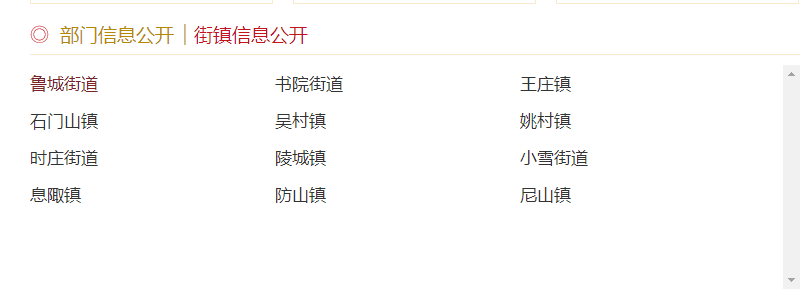 ◎ 部门信息公开 | 街镇信息公开
鲁城街道 书院街道 王庄镇
石门山镇 吴村镇 姚村镇
时庄街道 陵城镇 小雪街道
息陬镇 防山镇 尼山镇